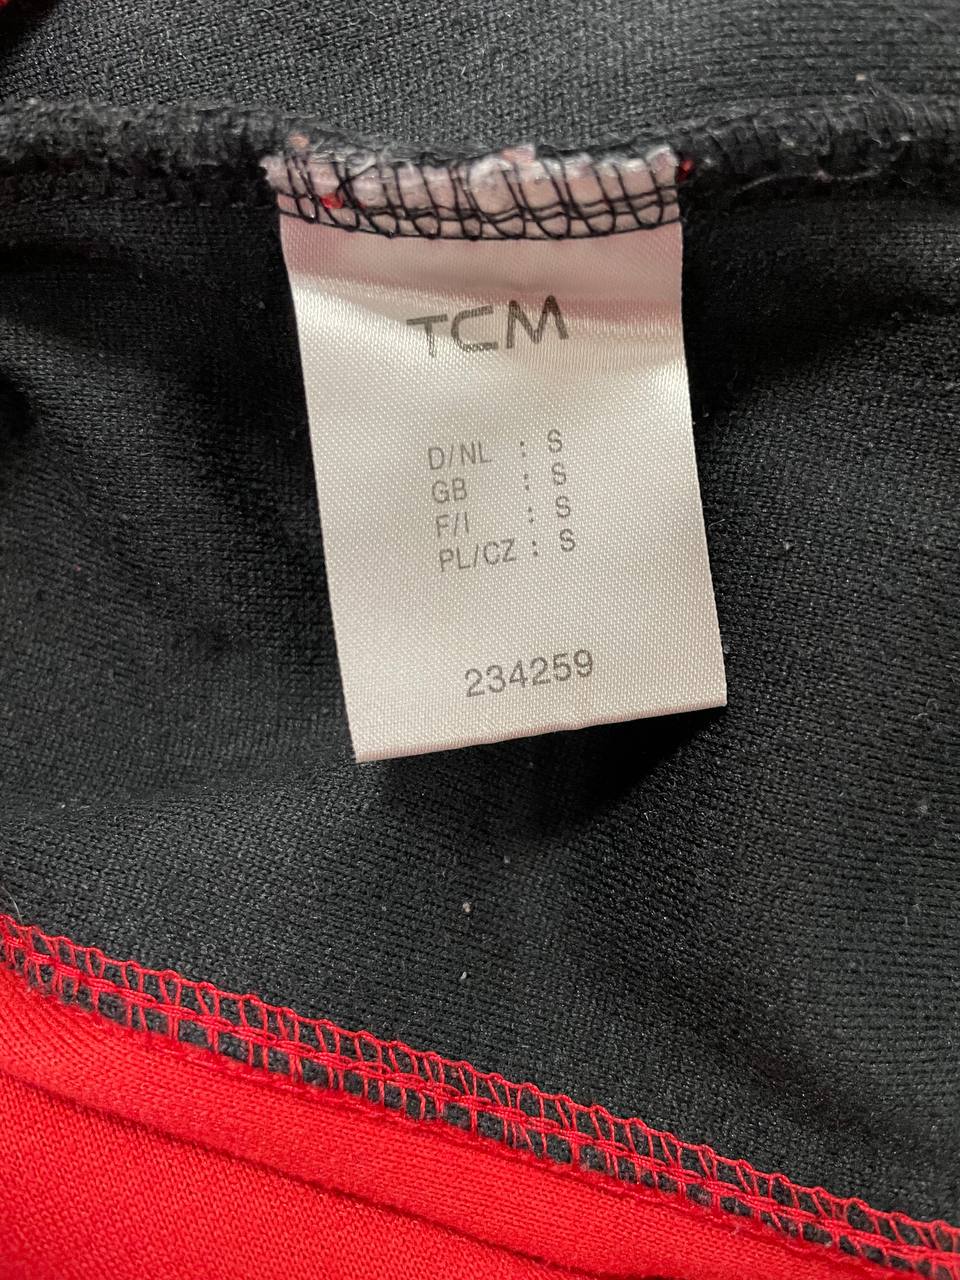 TCM
D/NL : S
GB : S
F/I : S
PL/CZ : S
234259